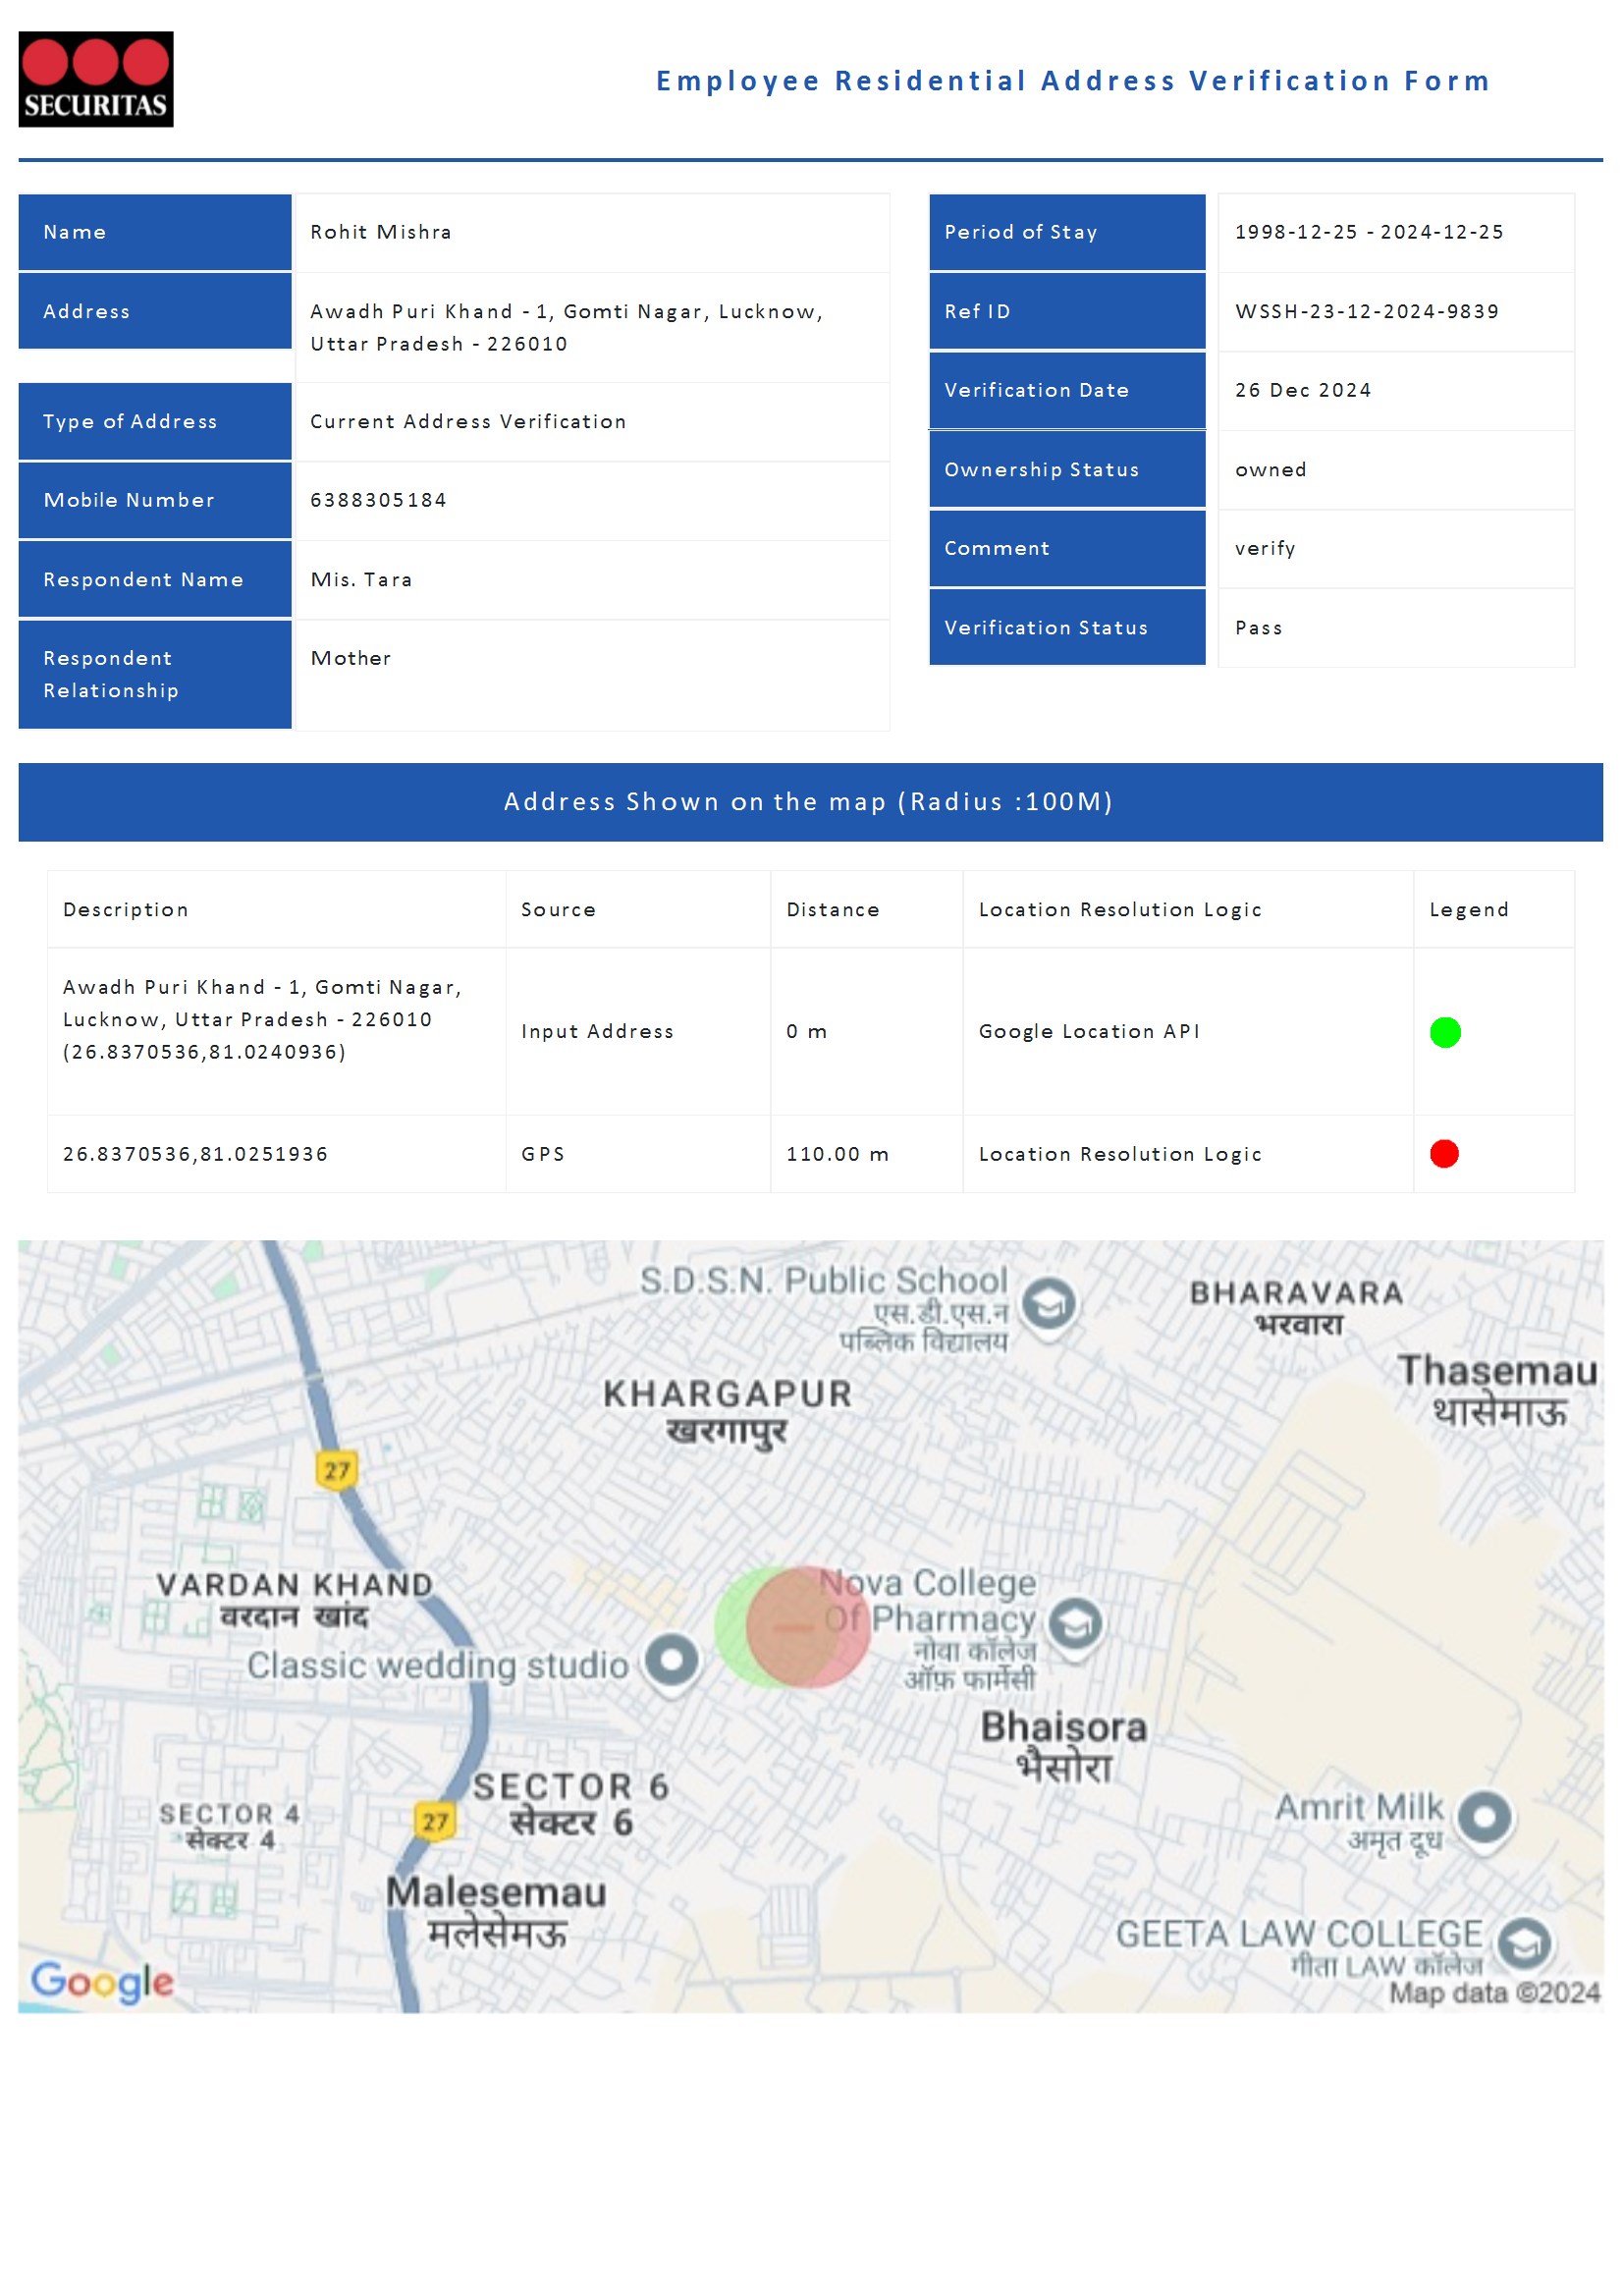 SECURITAS
Employee Residential Address Verification Form
Name
Rohit Mishra
Address
Awadh Puri Khand - 1, Gomti Nagar, Lucknow,
Uttar Pradesh - 226010
Type of Address
Current Address Verification
Mobile Number
6388305184
Respondent Name
Mis. Tara
Respondent
Relationship
Mother
Period of Stay
1998-12-25 - 2024-12-25
Ref ID
WSSH-23-12-2024-9839
Verification Date
26 Dec 2024
Ownership Status
owned
Comment
verify
Verification Status
Pass
Address Shown on the map (Radius :100M)
Description
Source
Distance
Location Resolution Logic
Legend
Awadh Puri Khand - 1, Gomti Nagar,
Lucknow, Uttar Pradesh - 226010
(26.8370536,81.0240936)
Input Address
0 m
Google Location API
26.8370536,81.0251936
GPS
110.00 m
Location Resolution Logic
S.D.S.N. Public School
एस.डी.एस.न
पब्लिक विद्यालय
BHARAVARA
भरवारा
Thasemau
थासेमाऊ
KHARGAPUR
खरगापुर
27
VARDAN KHAND
वरदान खांद
Classic wedding studio
Nova College
Of Pharmacy
नोवा कॉलेज
ऑफ़ फार्मेसी
Bhaisora
भैसोरा
SECTOR 6
सेक्टर 6
SECTOR 4
सेक्टर 4
27
Amrit Milk
अमृत दूध
Malesemau
मलेसेमऊ
GEETA LAW COLLEGE
गीता LAW कॉलेज
Google
Map data ©2024